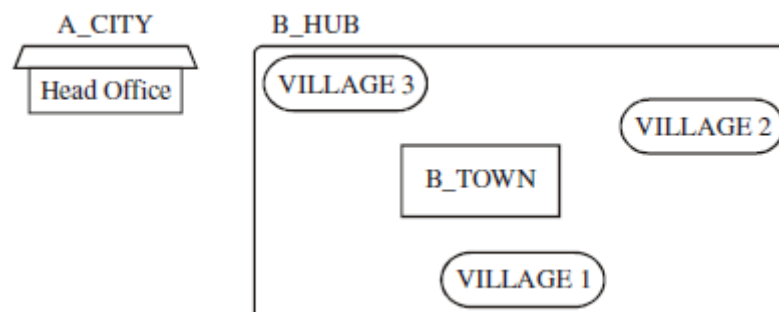 A_CITY
B_HUB
Head Office
VILLAGE 3
VILLAGE 2
B_TOWN
VILLAGE 1